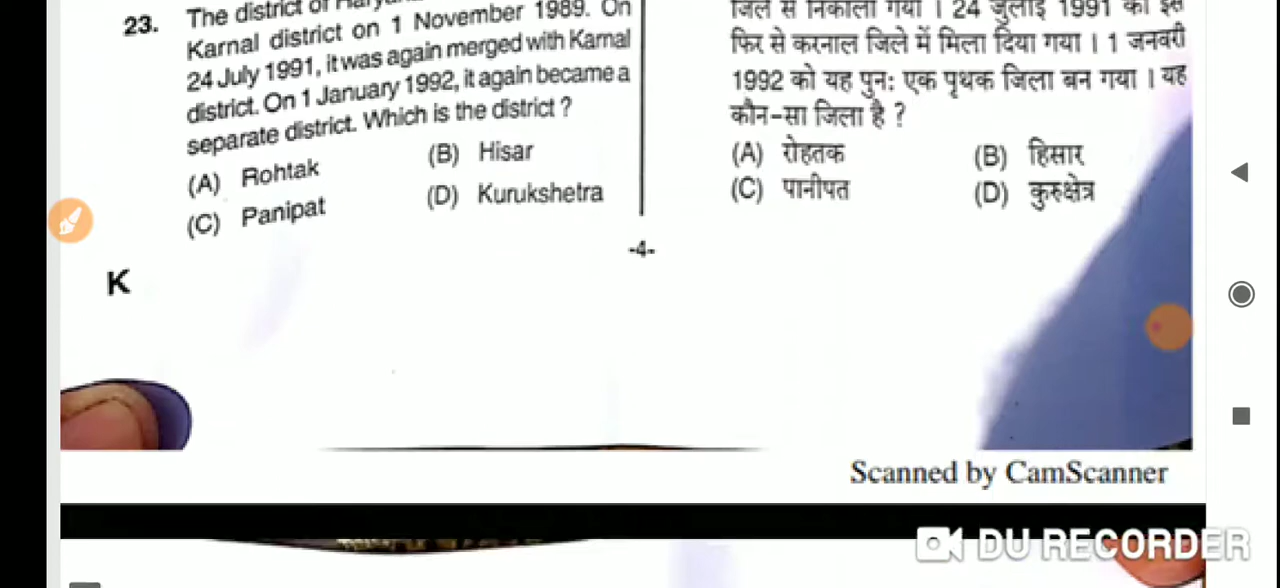 23.
The district of
Karnal district on 1 November 1989. On
24 July 1991, it was again merged with Karnal
district. On 1 January 1992, it again became a
separate district. Which is the district ?
(A) Rohtak
(B) Hisar
(C) Panipat
(D) Kurukshetra
जिले से निकाला गया । 24 जुलाई 1991 को इसे
फिर से करनाल जिले में मिला दिया गया । 1 जनवरी
1992 को यह पुन: एक पृथक जिला बन गया । यह
कौन-सा जिला है ?
(A) रोहतक
(B) हिसार
(C) पानीपत
(D) कुरुक्षेत्र
-4-
K
Scanned by CamScanner
DU RECORDER